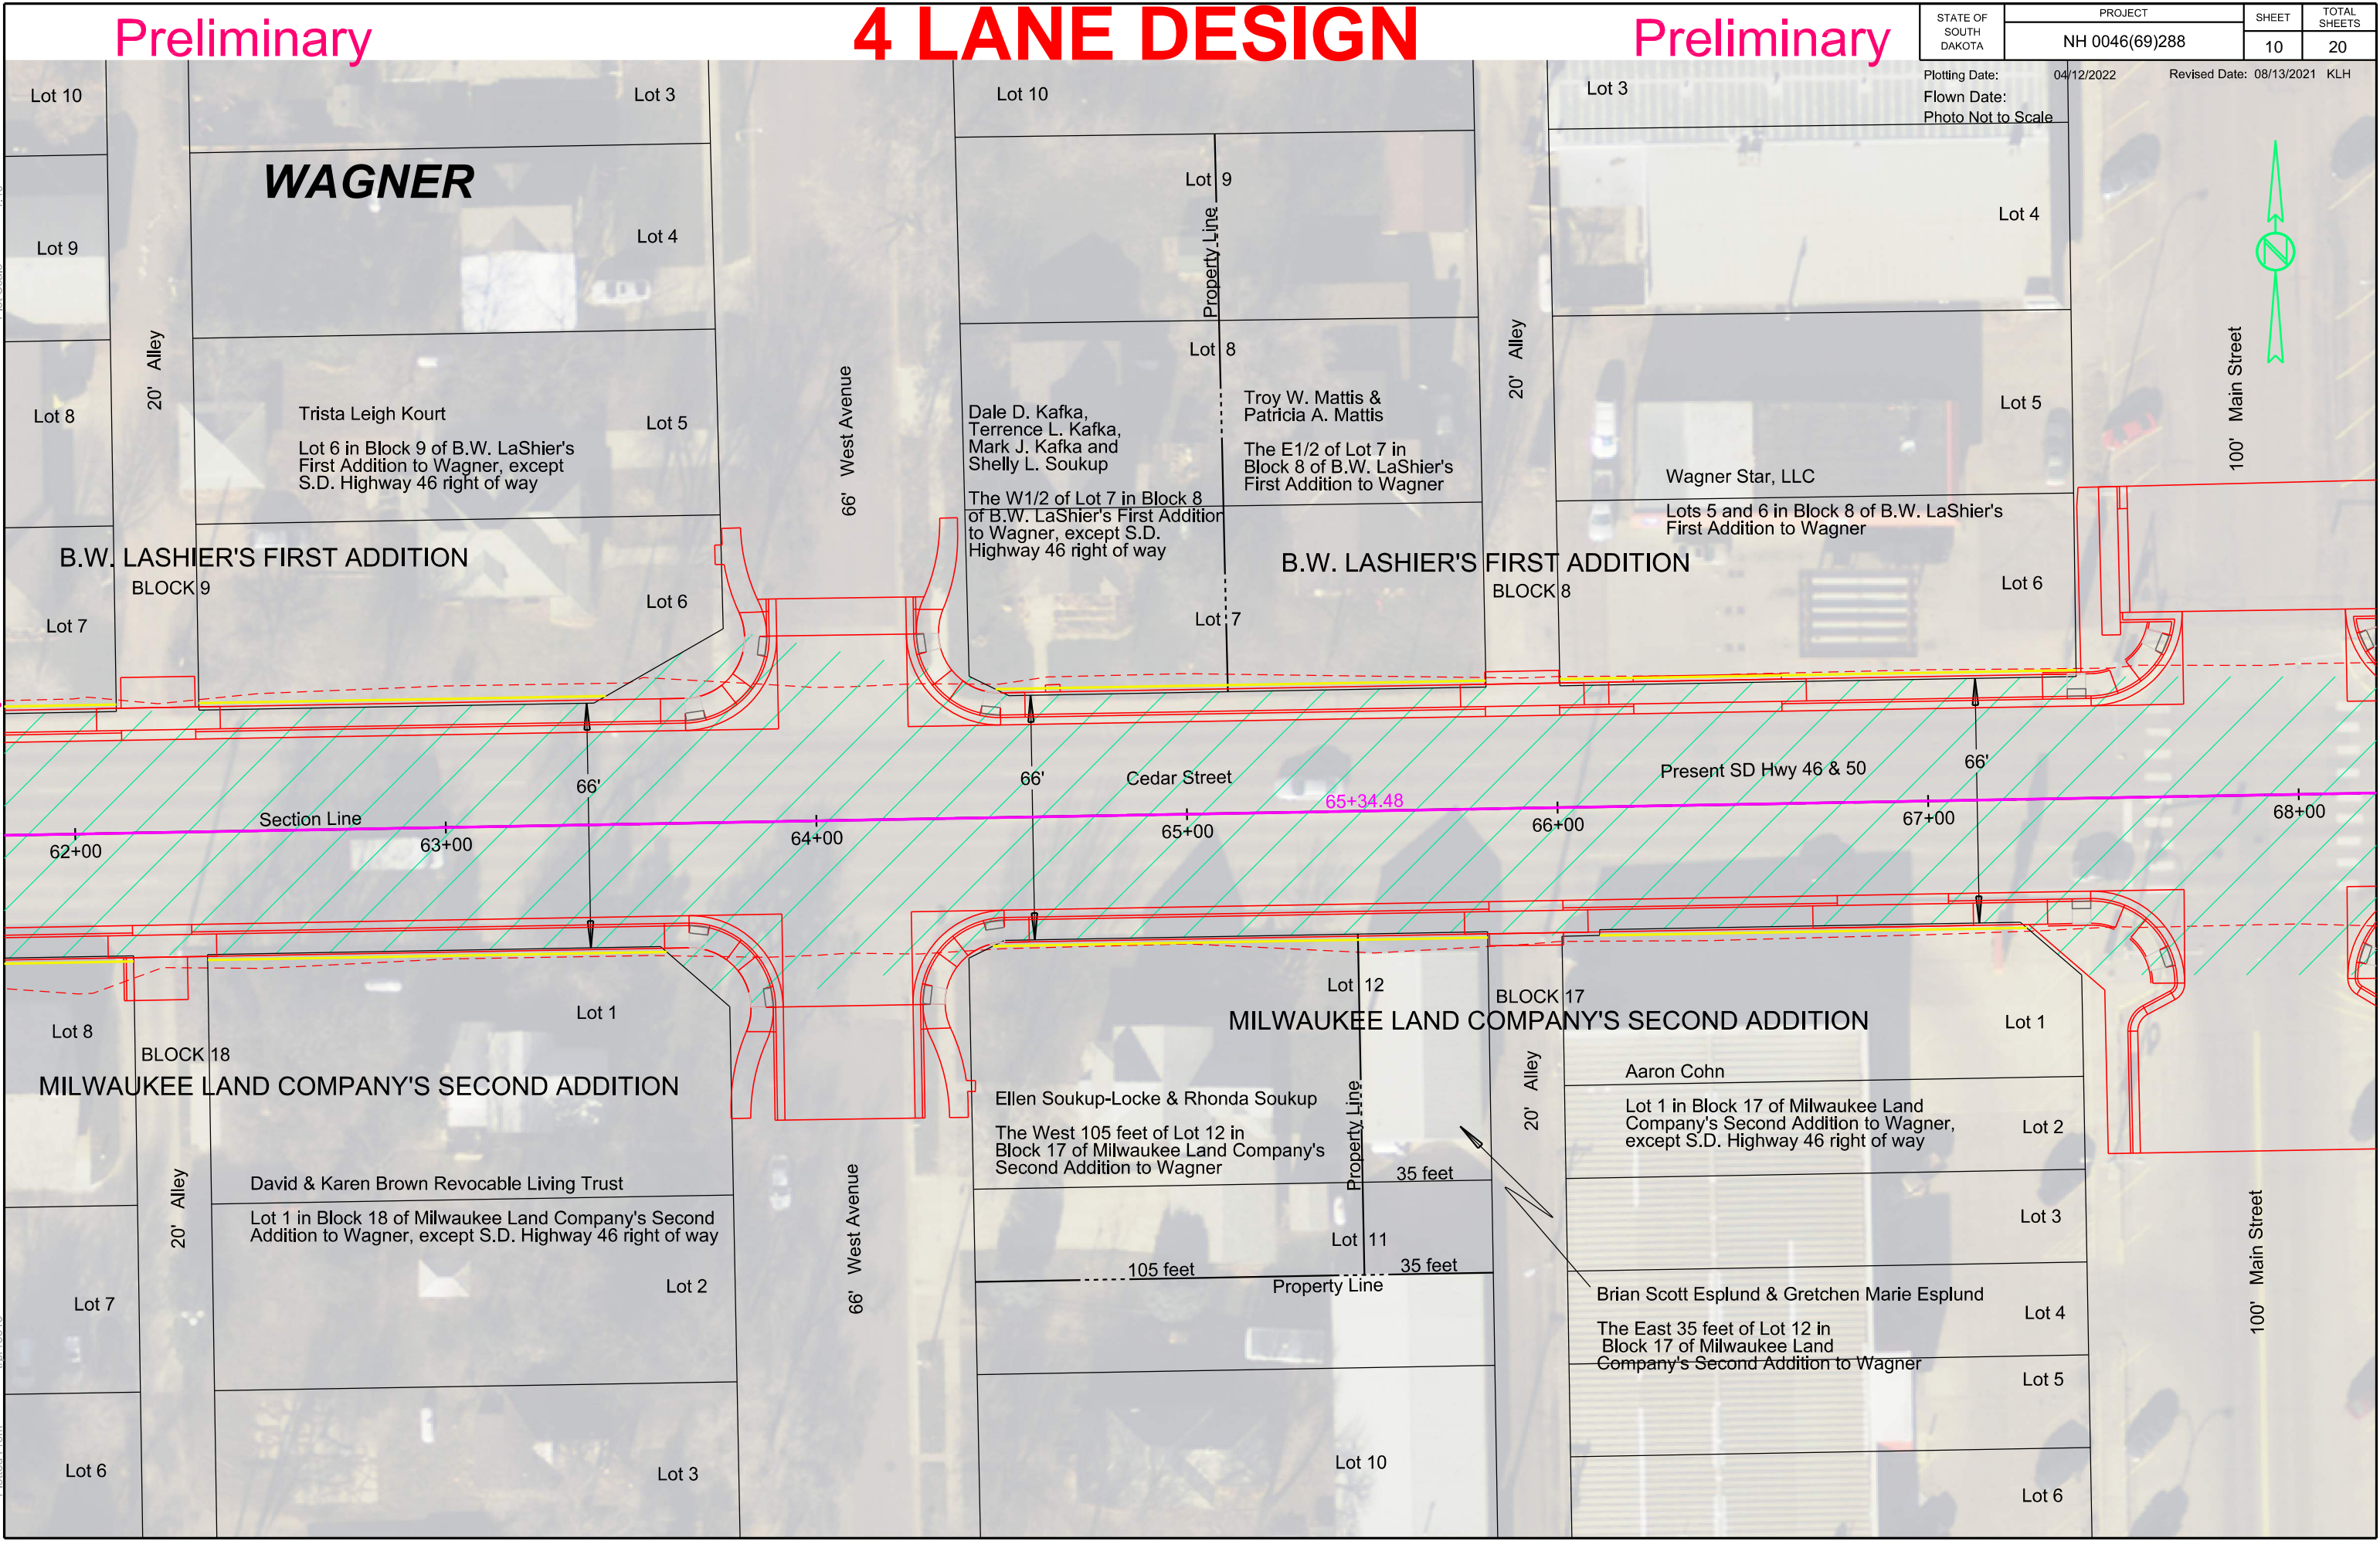 Preliminary
4 LANE DESIGN
Preliminary
STATE OF
SOUTH
DAKOTA
PROJECT
NH 0046(69)288
SHEET
10
TOTAL
SHEETS
20
Plotting Date: 04/12/2022
Revised Date: 08/13/2021 KLH
Flown Date:
Photo Not to Scale
Lot 10
Lot 3
Lot 10
Lot 3
WAGNER
Lot 9
Lot 4
Lot 9
Property Line
Lot 4
N
Lot 8
20' Alley
Trista Leigh Kourt
Lot 6 in Block 9 of B.W. LaShier's
First Addition to Wagner, except
S.D. Highway 46 right of way
Lot 5
66' West Avenue
Lot 8
Dale D. Kafka,
Terrence L. Kafka,
Mark J. Kafka and
Shelly L. Soukup
The W1/2 of Lot 7 in Block 8
of B.W. LaShier's First Addition
to Wagner, except S.D.
Highway 46 right of way
Troy W. Mattis &
Patricia A. Mattis
The E1/2 of Lot 7 in
Block 8 of B.W. LaShier's
First Addition to Wagner
20' Alley
Lot 5
100' Main Street
Wagner Star, LLC
Lots 5 and 6 in Block 8 of B.W. LaShier's
First Addition to Wagner
B.W. LASHIER'S FIRST ADDITION
BLOCK 9
B.W. LASHIER'S FIRST ADDITION
BLOCK 8
Lot 7
Lot 6
Lot 7
Lot 6
66'
66'
66'
Cedar Street
Present SD Hwy 46 & 50
Section Line
65+34.48
62+00
63+00
64+00
65+00
66+00
67+00
68+00
Lot 8
Lot 1
Lot 12
BLOCK 17
MILWAUKEE LAND COMPANY'S SECOND ADDITION
Lot 1
BLOCK 18
MILWAUKEE LAND COMPANY'S SECOND ADDITION
Ellen Soukup-Locke & Rhonda Soukup
The West 105 feet of Lot 12 in
Block 17 of Milwaukee Land Company's
Second Addition to Wagner
Property Line
35 feet
20' Alley
Aaron Cohn
Lot 1 in Block 17 of Milwaukee Land
Company's Second Addition to Wagner,
except S.D. Highway 46 right of way
Lot 2
20' Alley
David & Karen Brown Revocable Living Trust
Lot 1 in Block 18 of Milwaukee Land Company's Second
Addition to Wagner, except S.D. Highway 46 right of way
66' West Avenue
Lot 11
105 feet
35 feet
Property Line
Lot 3
100' Main Street
Lot 7
Lot 2
Brian Scott Esplund & Gretchen Marie Esplund
The East 35 feet of Lot 12 in
Block 17 of Milwaukee Land
Company's Second Addition to Wagner
Lot 4
Lot 5
Lot 6
Lot 3
Lot 10
Lot 6